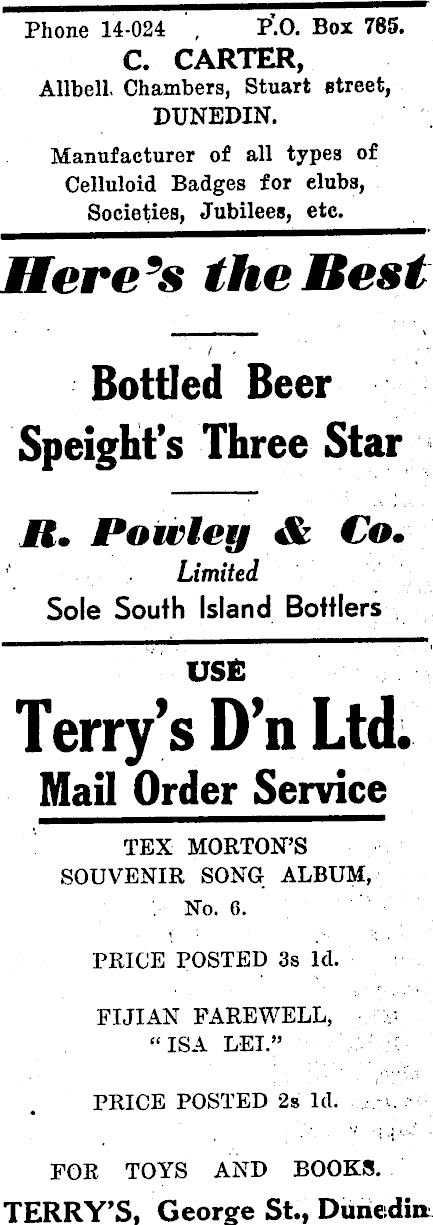 Phone 14-024 , P.O. Box 785.
C. CARTER,
Allbell Chambers, Stuart street,
DUNEDIN.
Manufacturer of all types of
Celluloid Badges for clubs,
Societies, Jubilees, etc.
Here's the Best
Bottled Beer
Speight's Three Star
R. Powley & Co.
Limited
Sole South Island Bottlers
USE
Terry's D'n Ltd.
Mail Order Service
TEX MORTON'S
SOUVENIR SONG ALBUM,
No. 6.
PRICE POSTED 3s 1d.
FIJIAN FAREWELL,
"ISA LEI."
PRICE POSTED 2s 1d.
FOR TOYS AND BOOKS.
TERRY'S, George St., Dunedin